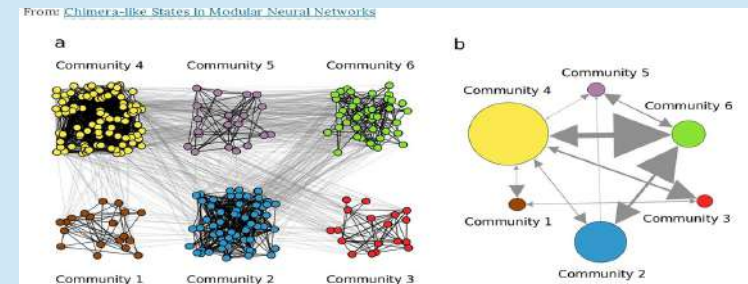 From: Chimera-like States in Modular Neural Networks
a
Community 4
Community 5
Community 6
Community 1
Community 2
Community 3
b
Community 5
Community 4
Community 6
Community 3
Community 1
Community 2